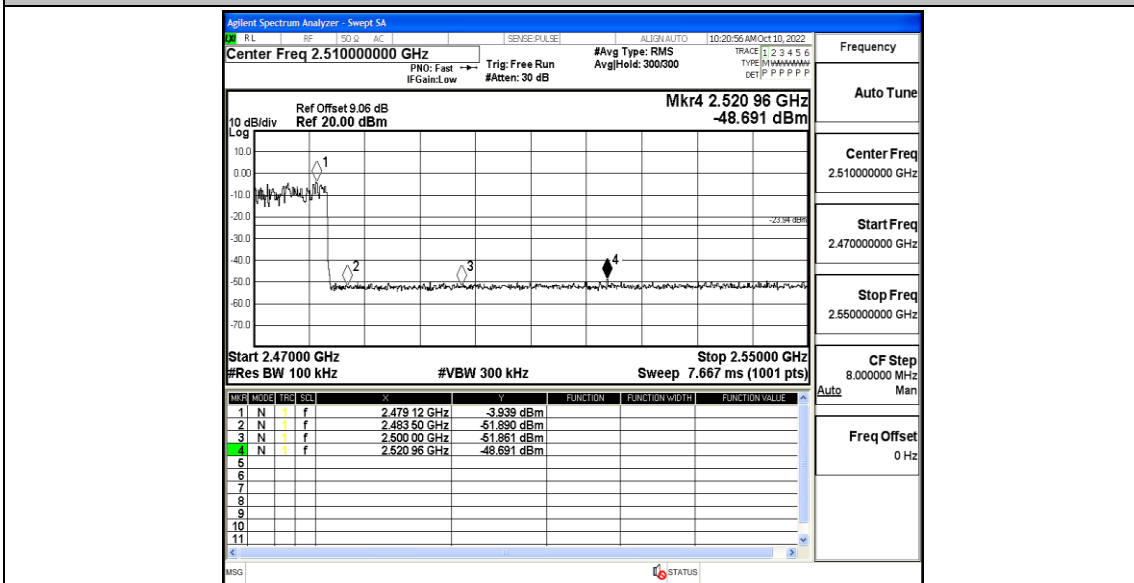 Agilent Spectrum Analyzer - Swept SA
RL RF 50 Ω AC SENSE:PULSE ALIGN AUTO 10:20:56 AM Oct 10, 2022
Center Freq 2.510000000 GHz
PNO: Fast
IFGain:Low
Trig: Free Run
#Atten: 30 dB
#Avg Type: RMS
Avg|Hold: 300/300
TRACE 1 2 3 4 5 6
TYPE MWWWWW
DET P P P P P P
Ref Offset 9.06 dB
10 dB/div Ref 20.00 dBm
Log
Mkr4 2.520 96 GHz
-48.691 dBm
10.0
0.00
-10.0
-20.0
-30.0
-40.0
-50.0
-60.0
-70.0
1
2
3
4
-23.94 dBm
Start 2.47000 GHz Stop 2.55000 GHz
#Res BW 100 kHz #VBW 300 kHz Sweep 7.667 ms (1001 pts)
MKR MODE TRC SCL X Y FUNCTION FUNCTION WIDTH FUNCTION VALUE
1 N 1 f 2.479 12 GHz -3.939 dBm
2 N 1 f 2.483 50 GHz -51.890 dBm
3 N 1 f 2.500 00 GHz -51.861 dBm
4 N 1 f 2.520 96 GHz -48.691 dBm
5
6
7
8
9
10
11
MSG STATUS
Frequency
Auto Tune
Center Freq
2.510000000 GHz
Start Freq
2.470000000 GHz
Stop Freq
2.550000000 GHz
CF Step
8.000000 MHz
Auto Man
Freq Offset
0 Hz